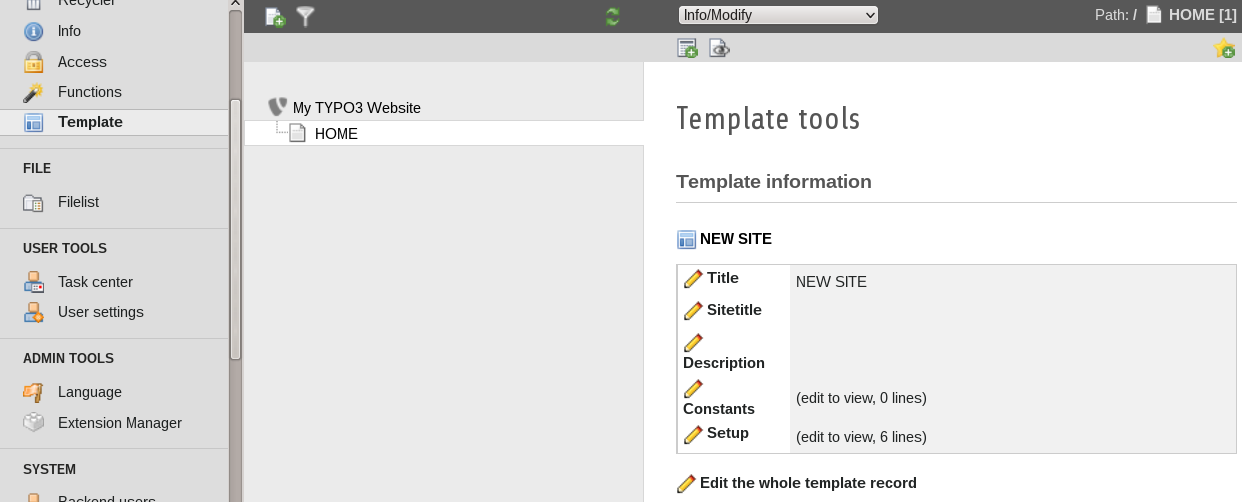 Recycler
Info
Access
Functions
Template
FILE
Filelist
USER TOOLS
Task center
User settings
ADMIN TOOLS
Language
Extension Manager
SYSTEM
Backend users
My TYPO3 Website
HOME
Info/Modify
Path: / HOME [1]
Template tools
Template information
NEW SITE
Title NEW SITE
Sitetitle
Description
Constants (edit to view, 0 lines)
Setup (edit to view, 6 lines)
Edit the whole template record